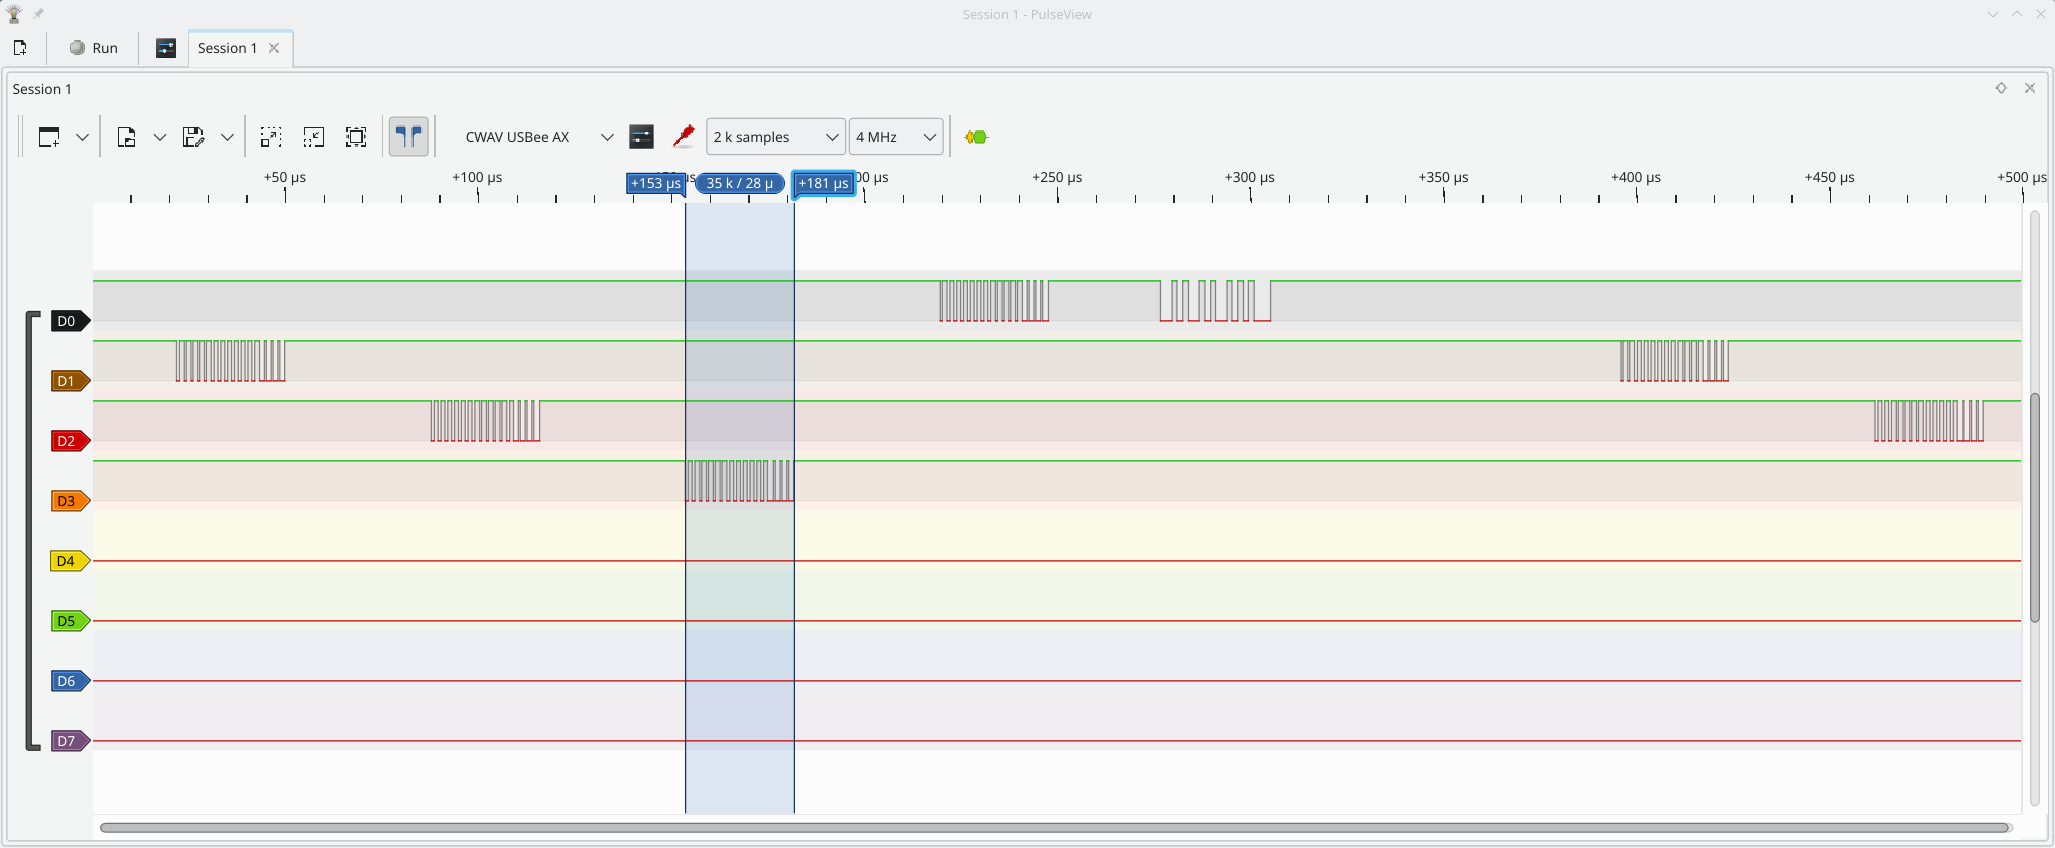 Session 1 - PulseView
Run
Session 1
Session 1
CWAV USBee AX
2 k samples
4 MHz
+50 µs +100 µs +153 µs 35 k / 28 µ +181 µs 00 µs +250 µs +300 µs +350 µs +400 µs +450 µs +500 µs
D0
D1
D2
D3
D4
D5
D6
D7